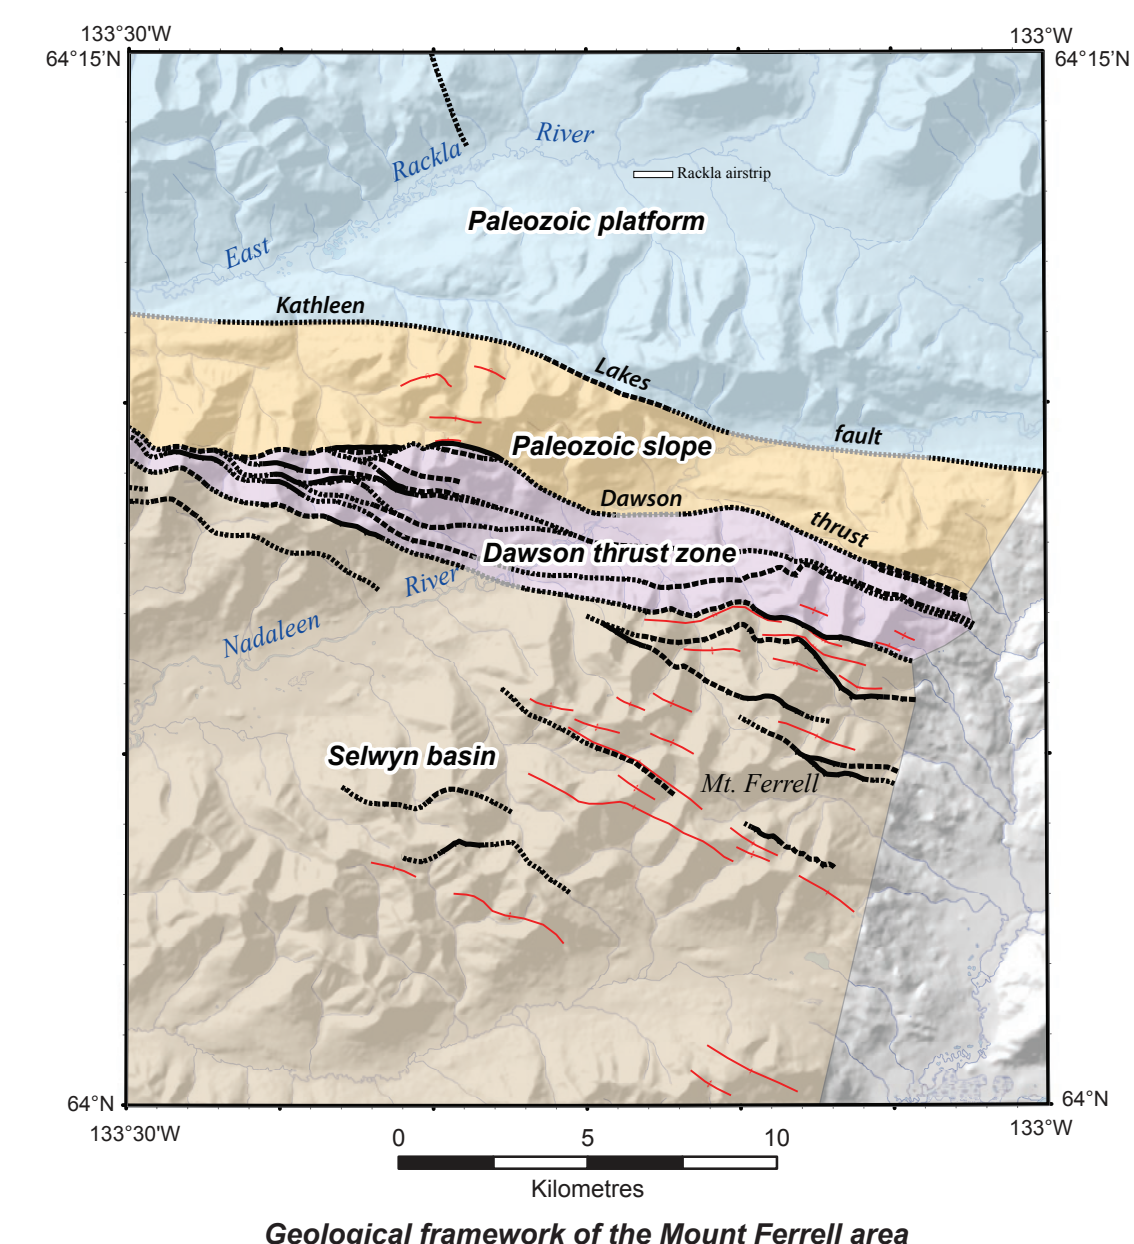 133°30'W
133°W
64°15'N
64°15'N
River
Rackla
Rackla airstrip
Paleozoic platform
East
Kathleen
Lakes
fault
Paleozoic slope
Dawson
thrust
Dawson thrust zone
River
Nadaleen
Selwyn basin
Mt. Ferrell
64°N
64°N
133°30'W
133°W
0 5 10
Kilometres
Geological framework of the Mount Ferrell area